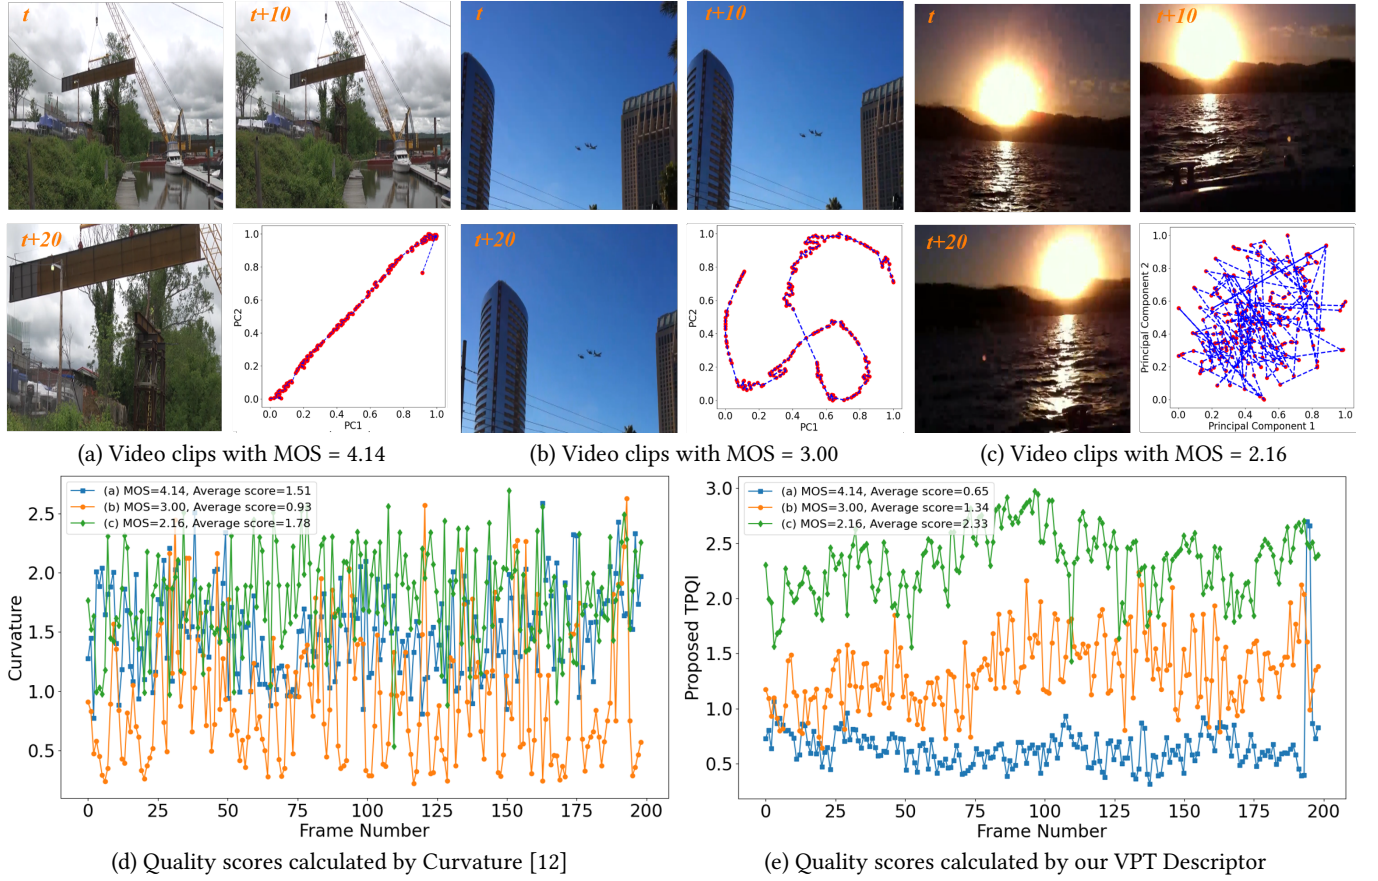 t
t+10
t
t+10
t
t+10
t+20
1.0
0.8
0.6
0.4
0.2
0.0
PC2
0.0 0.2 0.4 0.6 0.8 1.0
PC1
t+20
1.0
0.8
0.6
0.4
0.2
0.0
PC2
0.0 0.2 0.4 0.6 0.8 1.0
PC1
t+20
1.0
0.8
0.6
0.4
0.2
0.0
Principal Component 2
0.0 0.2 0.4 0.6 0.8 1.0
Principal Component 1
(a) Video clips with MOS = 4.14
(b) Video clips with MOS = 3.00
(c) Video clips with MOS = 2.16
(a) MOS=4.14, Average score=1.51
(b) MOS=3.00, Average score=0.93
(c) MOS=2.16, Average score=1.78
2.5
2.0
1.5
1.0
0.5
Curvature
0 25 50 75 100 125 150 175 200
Frame Number
(a) MOS=4.14, Average score=0.65
(b) MOS=3.00, Average score=1.34
(c) MOS=2.16, Average score=2.33
3.0
2.5
2.0
1.5
1.0
0.5
Proposed TPQI
0 25 50 75 100 125 150 175 200
Frame Number
(d) Quality scores calculated by Curvature [12]
(e) Quality scores calculated by our VPT Descriptor